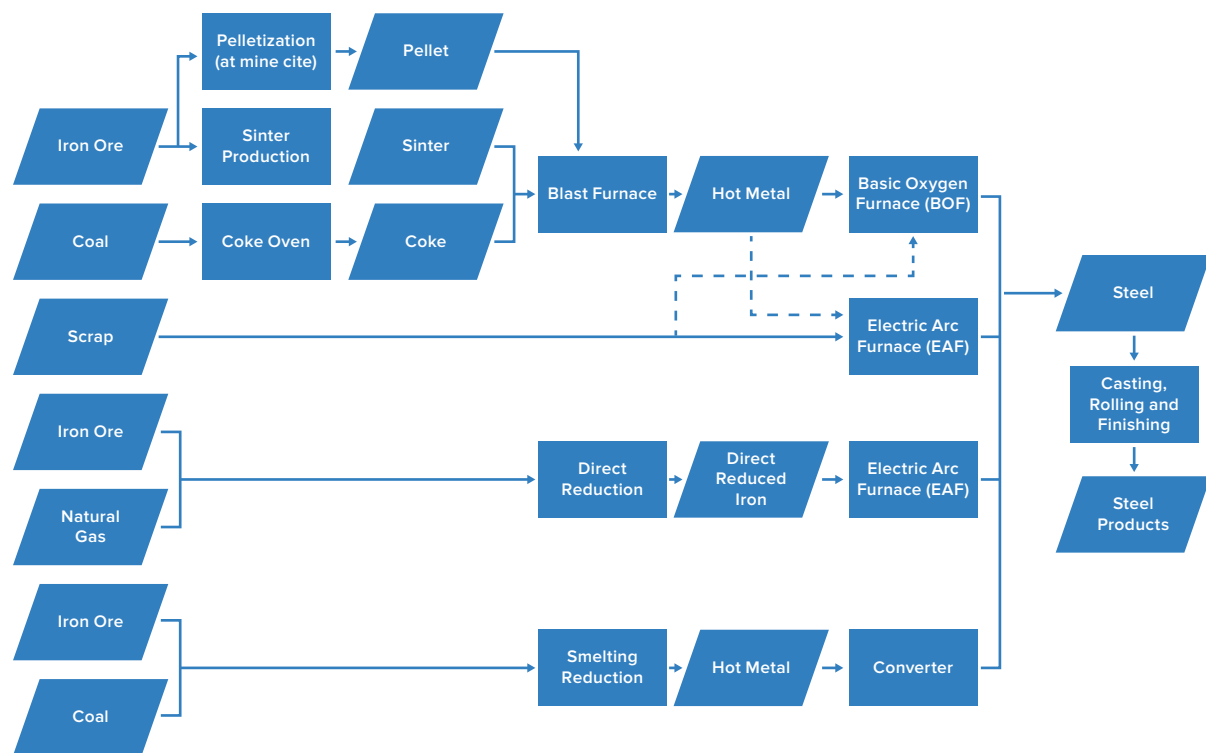 Pelletization
(at mine cite)
Pellet
Iron Ore
Sinter
Production
Sinter
Blast Furnace
Hot Metal
Basic Oxygen
Furnace (BOF)
Coal
Coke Oven
Coke
Steel
Scrap
Electric Arc
Furnace (EAF)
Casting,
Rolling and
Finishing
Iron Ore
Direct
Reduction
Direct
Reduced
Iron
Electric Arc
Furnace (EAF)
Natural
Gas
Steel
Products
Iron Ore
Smelting
Reduction
Hot Metal
Converter
Coal